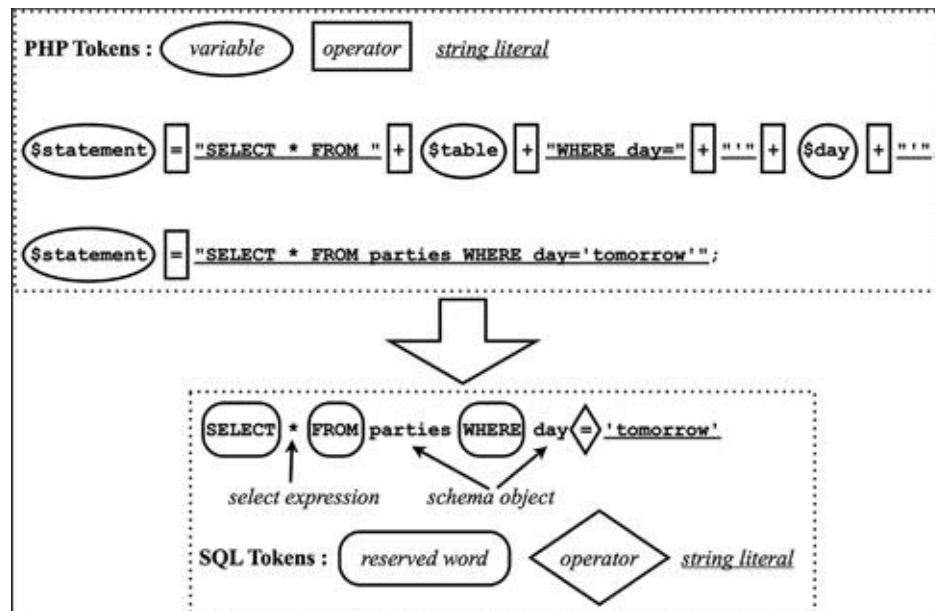 PHP Tokens : variable operator string literal
$statement = "SELECT * FROM " + $table + "WHERE day=" + "'" + $day + "'"
$statement = "SELECT * FROM parties WHERE day='tomorrow'";
SELECT * FROM parties WHERE day = 'tomorrow'
select expression schema object
SQL Tokens : reserved word operator string literal